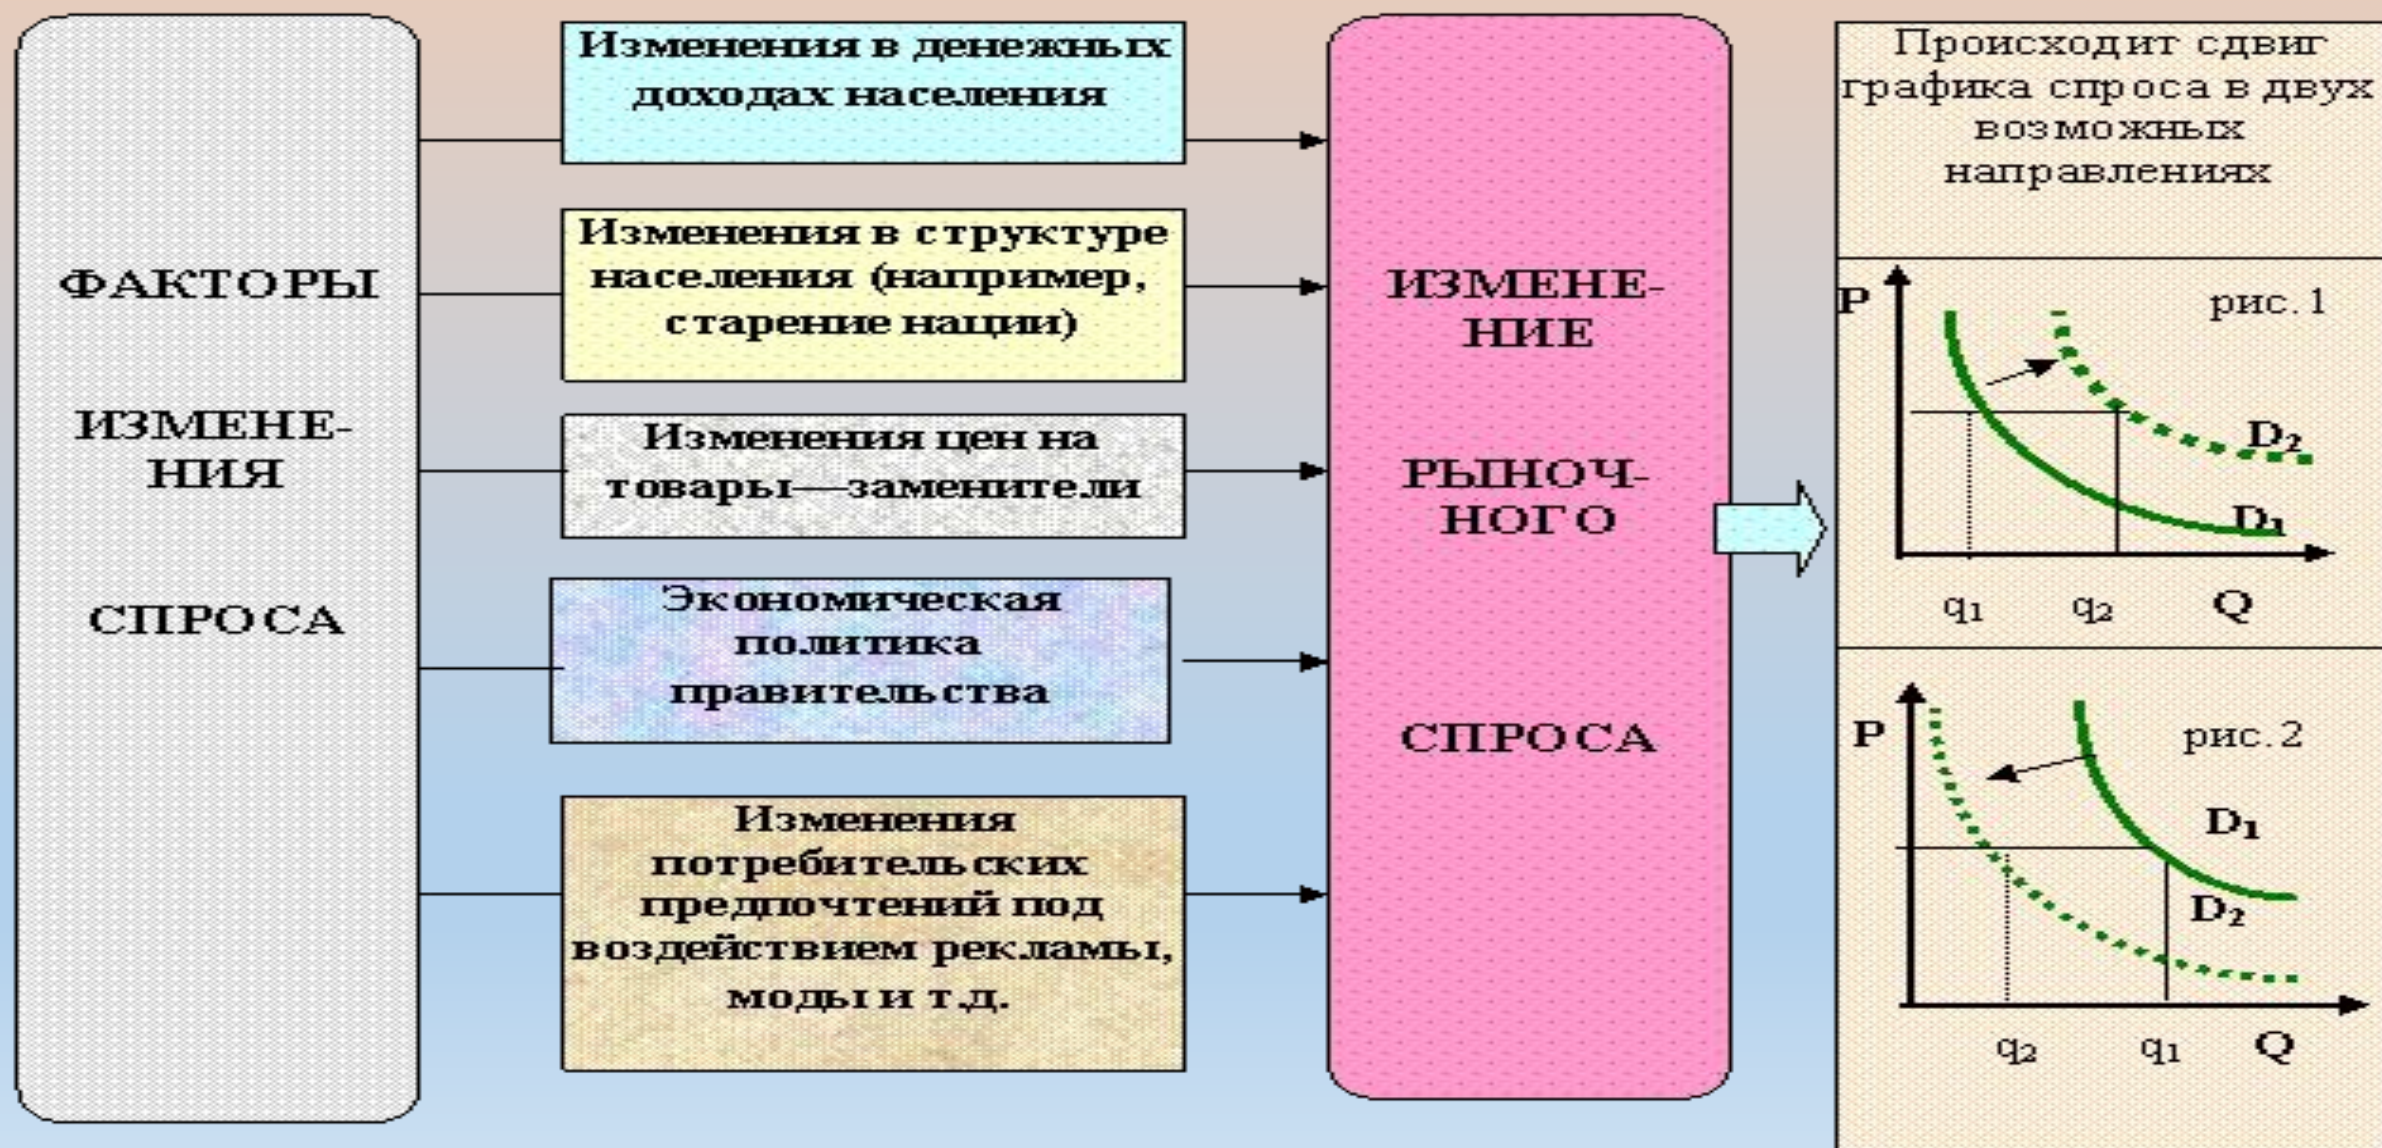 ФАКТОРЫ
ИЗМЕНЕ-
НИЯ
СПРОСА
Изменения в денежных
доходах населения
Изменения в структуре
населения (например,
старение нации)
Изменения цен на
товары—заменители
Экономическая
политика
правительства
Изменения
потребительских
предпочтений под
воздействием рекламы,
моды и т.д.
ИЗМЕНЕ-
НИЕ
РЫНОЧ-
НОГО
СПРОСА
Происходит сдвиг
графика спроса в двух
возможных
направлениях
P
рис. 1
D₂
D₁
q₁ q₂ Q
P
рис. 2
D₁
D₂
q₂ q₁ Q